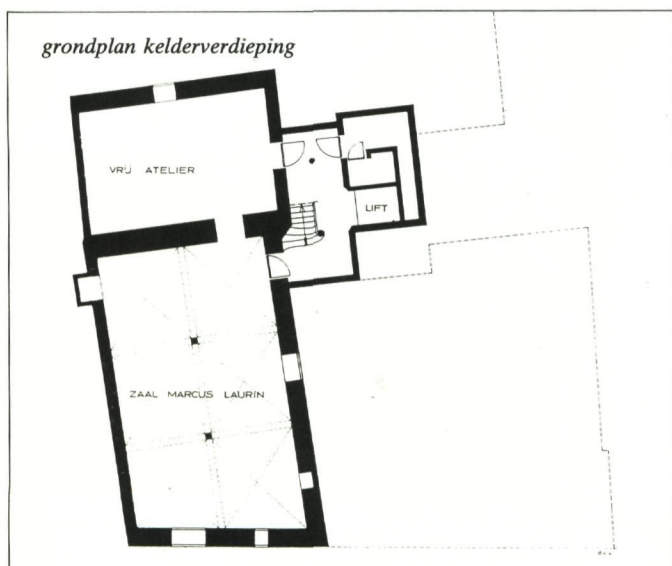 grondplan kelderverdieping
VRIJ ATELIER
LIFT
ZAAL MARCUS LAURIN